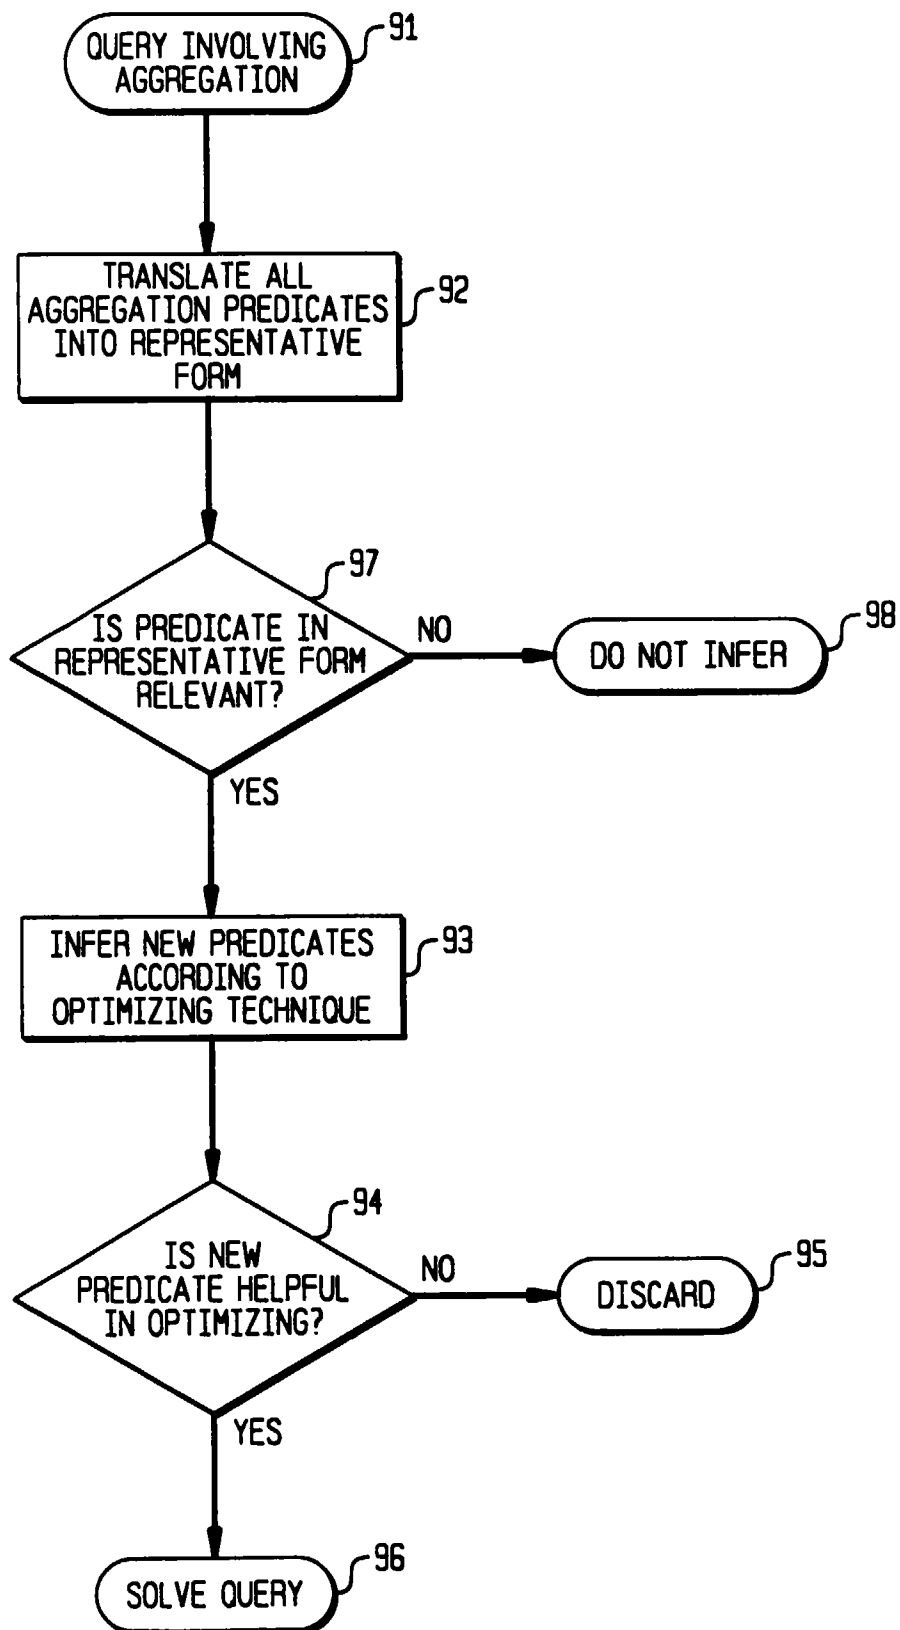 QUERY INVOLVING
AGGREGATION
91
TRANSLATE ALL
AGGREGATION PREDICATES
INTO REPRESENTATIVE
FORM
92
IS PREDICATE IN
REPRESENTATIVE FORM
RELEVANT?
97
NO
DO NOT INFER
98
YES
INFER NEW PREDICATES
ACCORDING TO
OPTIMIZING TECHNIQUE
93
IS NEW
PREDICATE HELPFUL
IN OPTIMIZING?
94
NO
DISCARD
95
YES
SOLVE QUERY
96